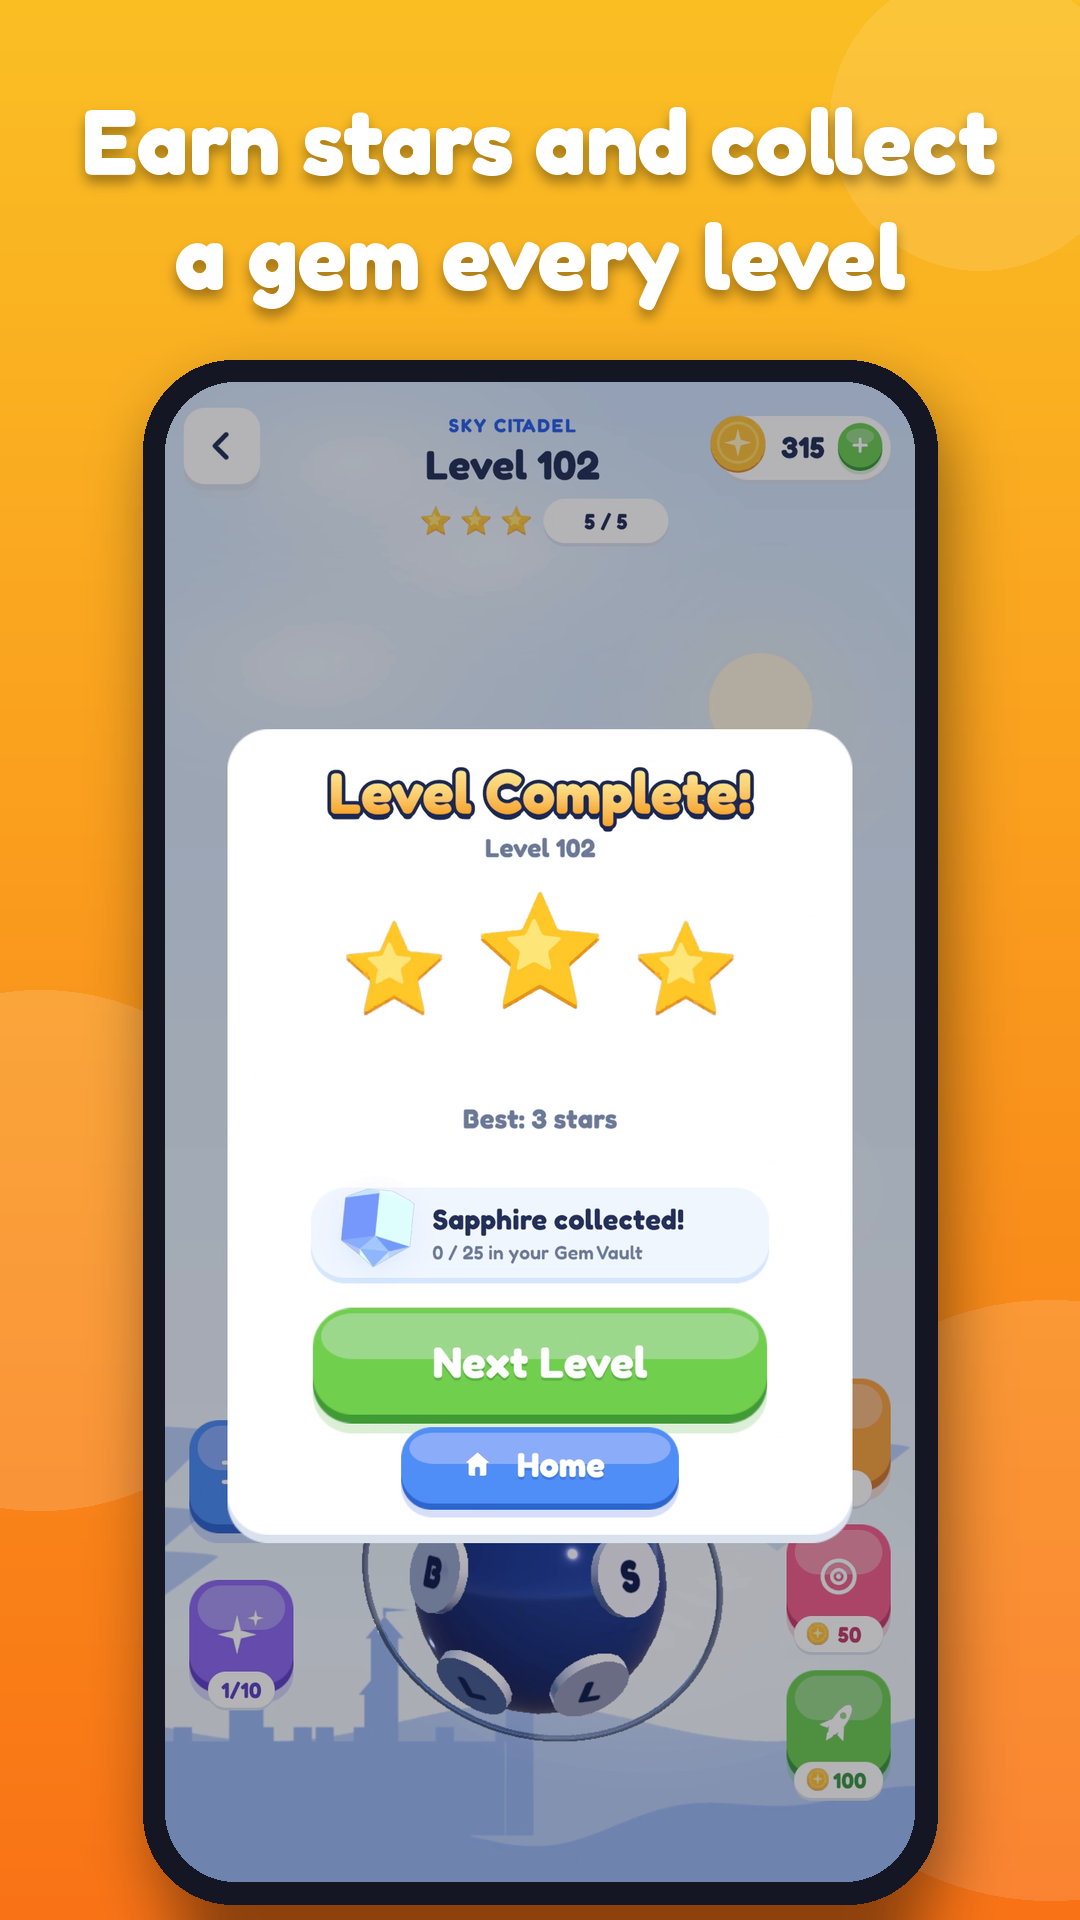 Earn stars and collect
a gem every level
SKY CITADEL
Level 102
315
5 / 5
Level Complete!
Level 102
Best: 3 stars
Sapphire collected!
0 / 25 in your Gem Vault
Next Level
Home
B
S
L
L
50
1/10
100